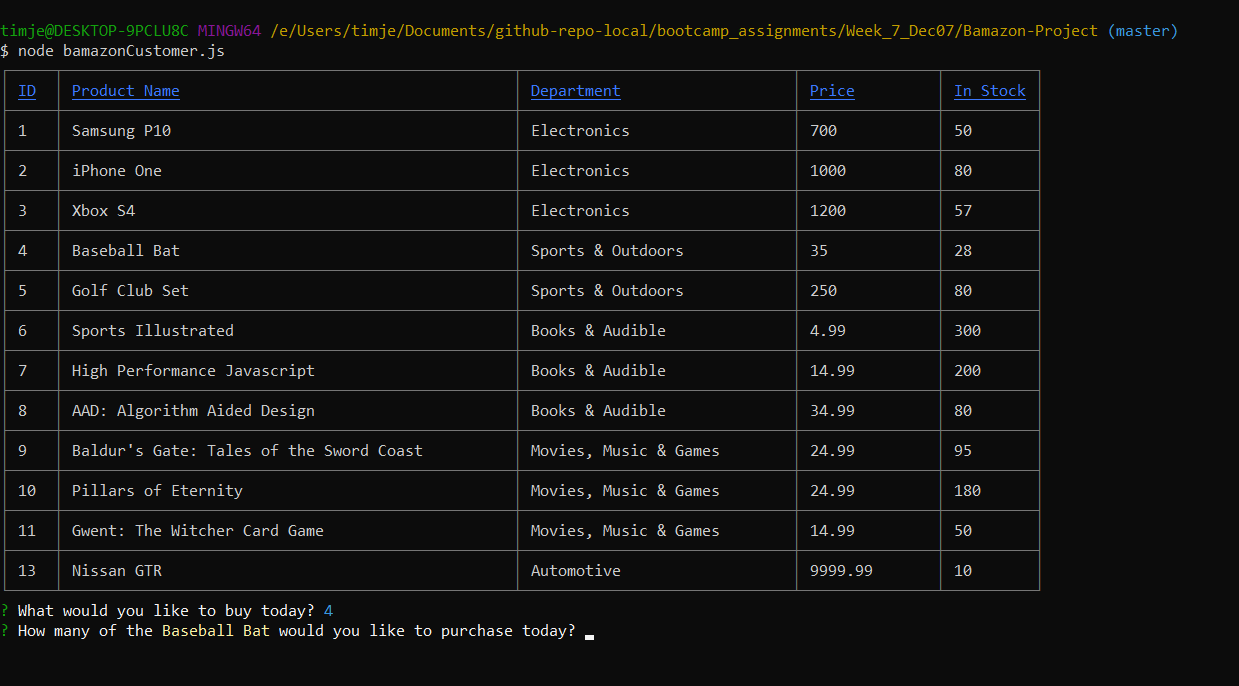 timje@DESKTOP-9PCLU8C MINGW64 /e/Users/timje/Documents/github-repo-local/bootcamp_assignments/Week_7_Dec07/Bamazon-Project (master)
$ node bamazonCustomer.js
ID Product Name Department Price In Stock
1 Samsung P10 Electronics 700 50
2 iPhone One Electronics 1000 80
3 Xbox S4 Electronics 1200 57
4 Baseball Bat Sports & Outdoors 35 28
5 Golf Club Set Sports & Outdoors 250 80
6 Sports Illustrated Books & Audible 4.99 300
7 High Performance Javascript Books & Audible 14.99 200
8 AAD: Algorithm Aided Design Books & Audible 34.99 80
9 Baldur's Gate: Tales of the Sword Coast Movies, Music & Games 24.99 95
10 Pillars of Eternity Movies, Music & Games 24.99 180
11 Gwent: The Witcher Card Game Movies, Music & Games 14.99 50
13 Nissan GTR Automotive 9999.99 10
? What would you like to buy today? 4
? How many of the Baseball Bat would you like to purchase today?